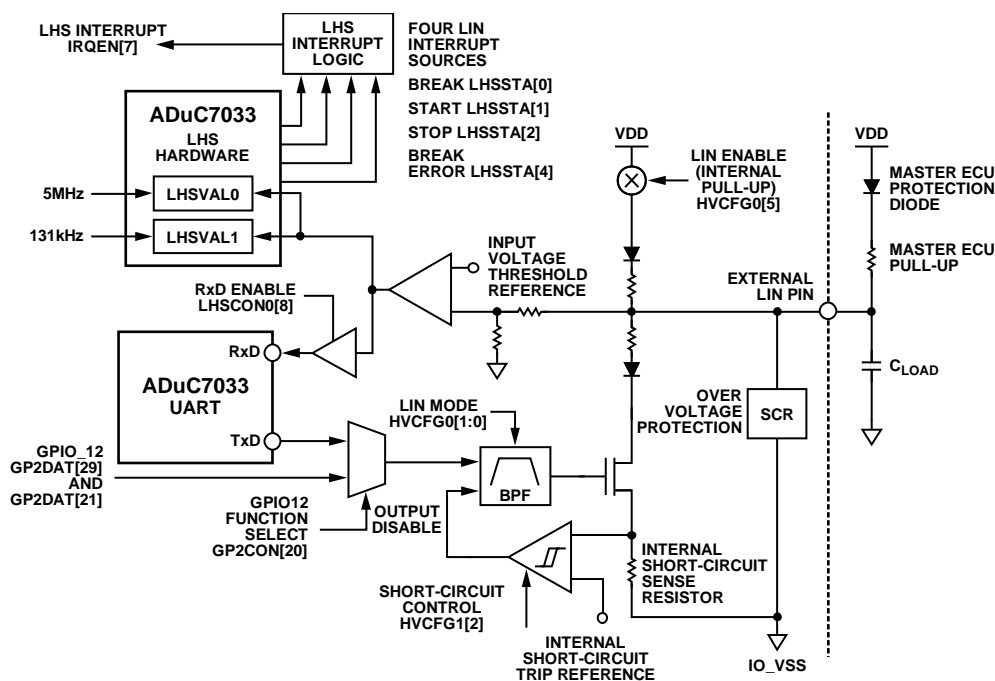 LHS INTERRUPT
IRQEN[7]
LHS
INTERRUPT
LOGIC
FOUR LIN
INTERRUPT
SOURCES
BREAK LHSSTA[0]
START LHSSTA[1]
STOP LHSSTA[2]
BREAK
ERROR LHSSTA[4]
ADuC7033
LHS
HARDWARE
5MHz
LHSVAL0
131kHz
LHSVAL1
VDD
LIN ENABLE
(INTERNAL
PULL-UP)
HVCFG0[5]
VDD
MASTER ECU
PROTECTION
DIODE
MASTER ECU
PULL-UP
INPUT
VOLTAGE
THRESHOLD
REFERENCE
EXTERNAL
LIN PIN
RxD ENABLE
LHSCON0[8]
RxD
ADuC7033
UART
TxD
CLOAD
OVER
VOLTAGE
PROTECTION
SCR
LIN MODE
HVCFG0[1:0]
BPF
GPIO_12
GP2DAT[29]
AND
GP2DAT[21]
GPIO12
FUNCTION
SELECT
GP2CON[20]
OUTPUT
DISABLE
SHORT-CIRCUIT
CONTROL
HVCFG1[2]
INTERNAL
SHORT-CIRCUIT
SENSE
RESISTOR
INTERNAL
SHORT-CIRCUIT
TRIP REFERENCE
IO_VSS